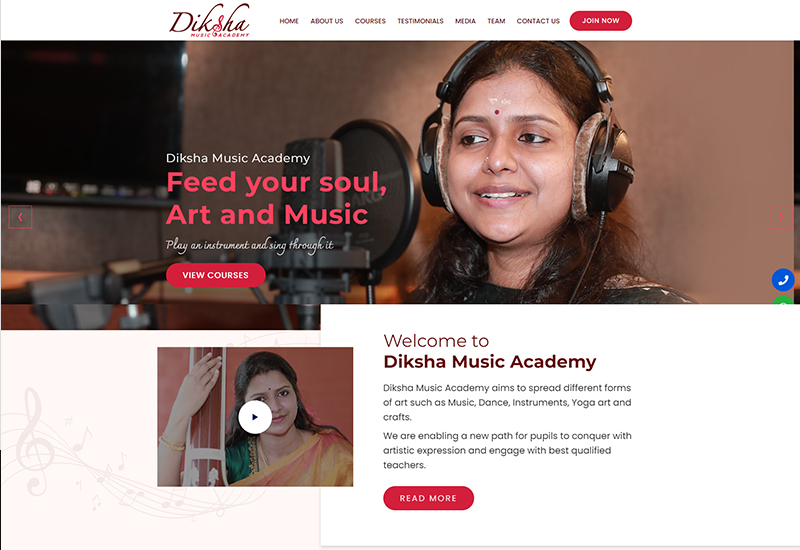 Diksha
MUSIC ACADEMY
HOME ABOUT US COURSES TESTIMONIALS MEDIA TEAM CONTACT US JOIN NOW
Diksha Music Academy
Feed your soul,
Art and Music
Play an instrument and sing through it
VIEW COURSES
Welcome to
Diksha Music Academy
Diksha Music Academy aims to spread different forms
of art such as Music, Dance, Instruments, Yoga art and
crafts.
We are enabling a new path for pupils to conquer with
artistic expression and engage with best qualified
teachers.
READ MORE